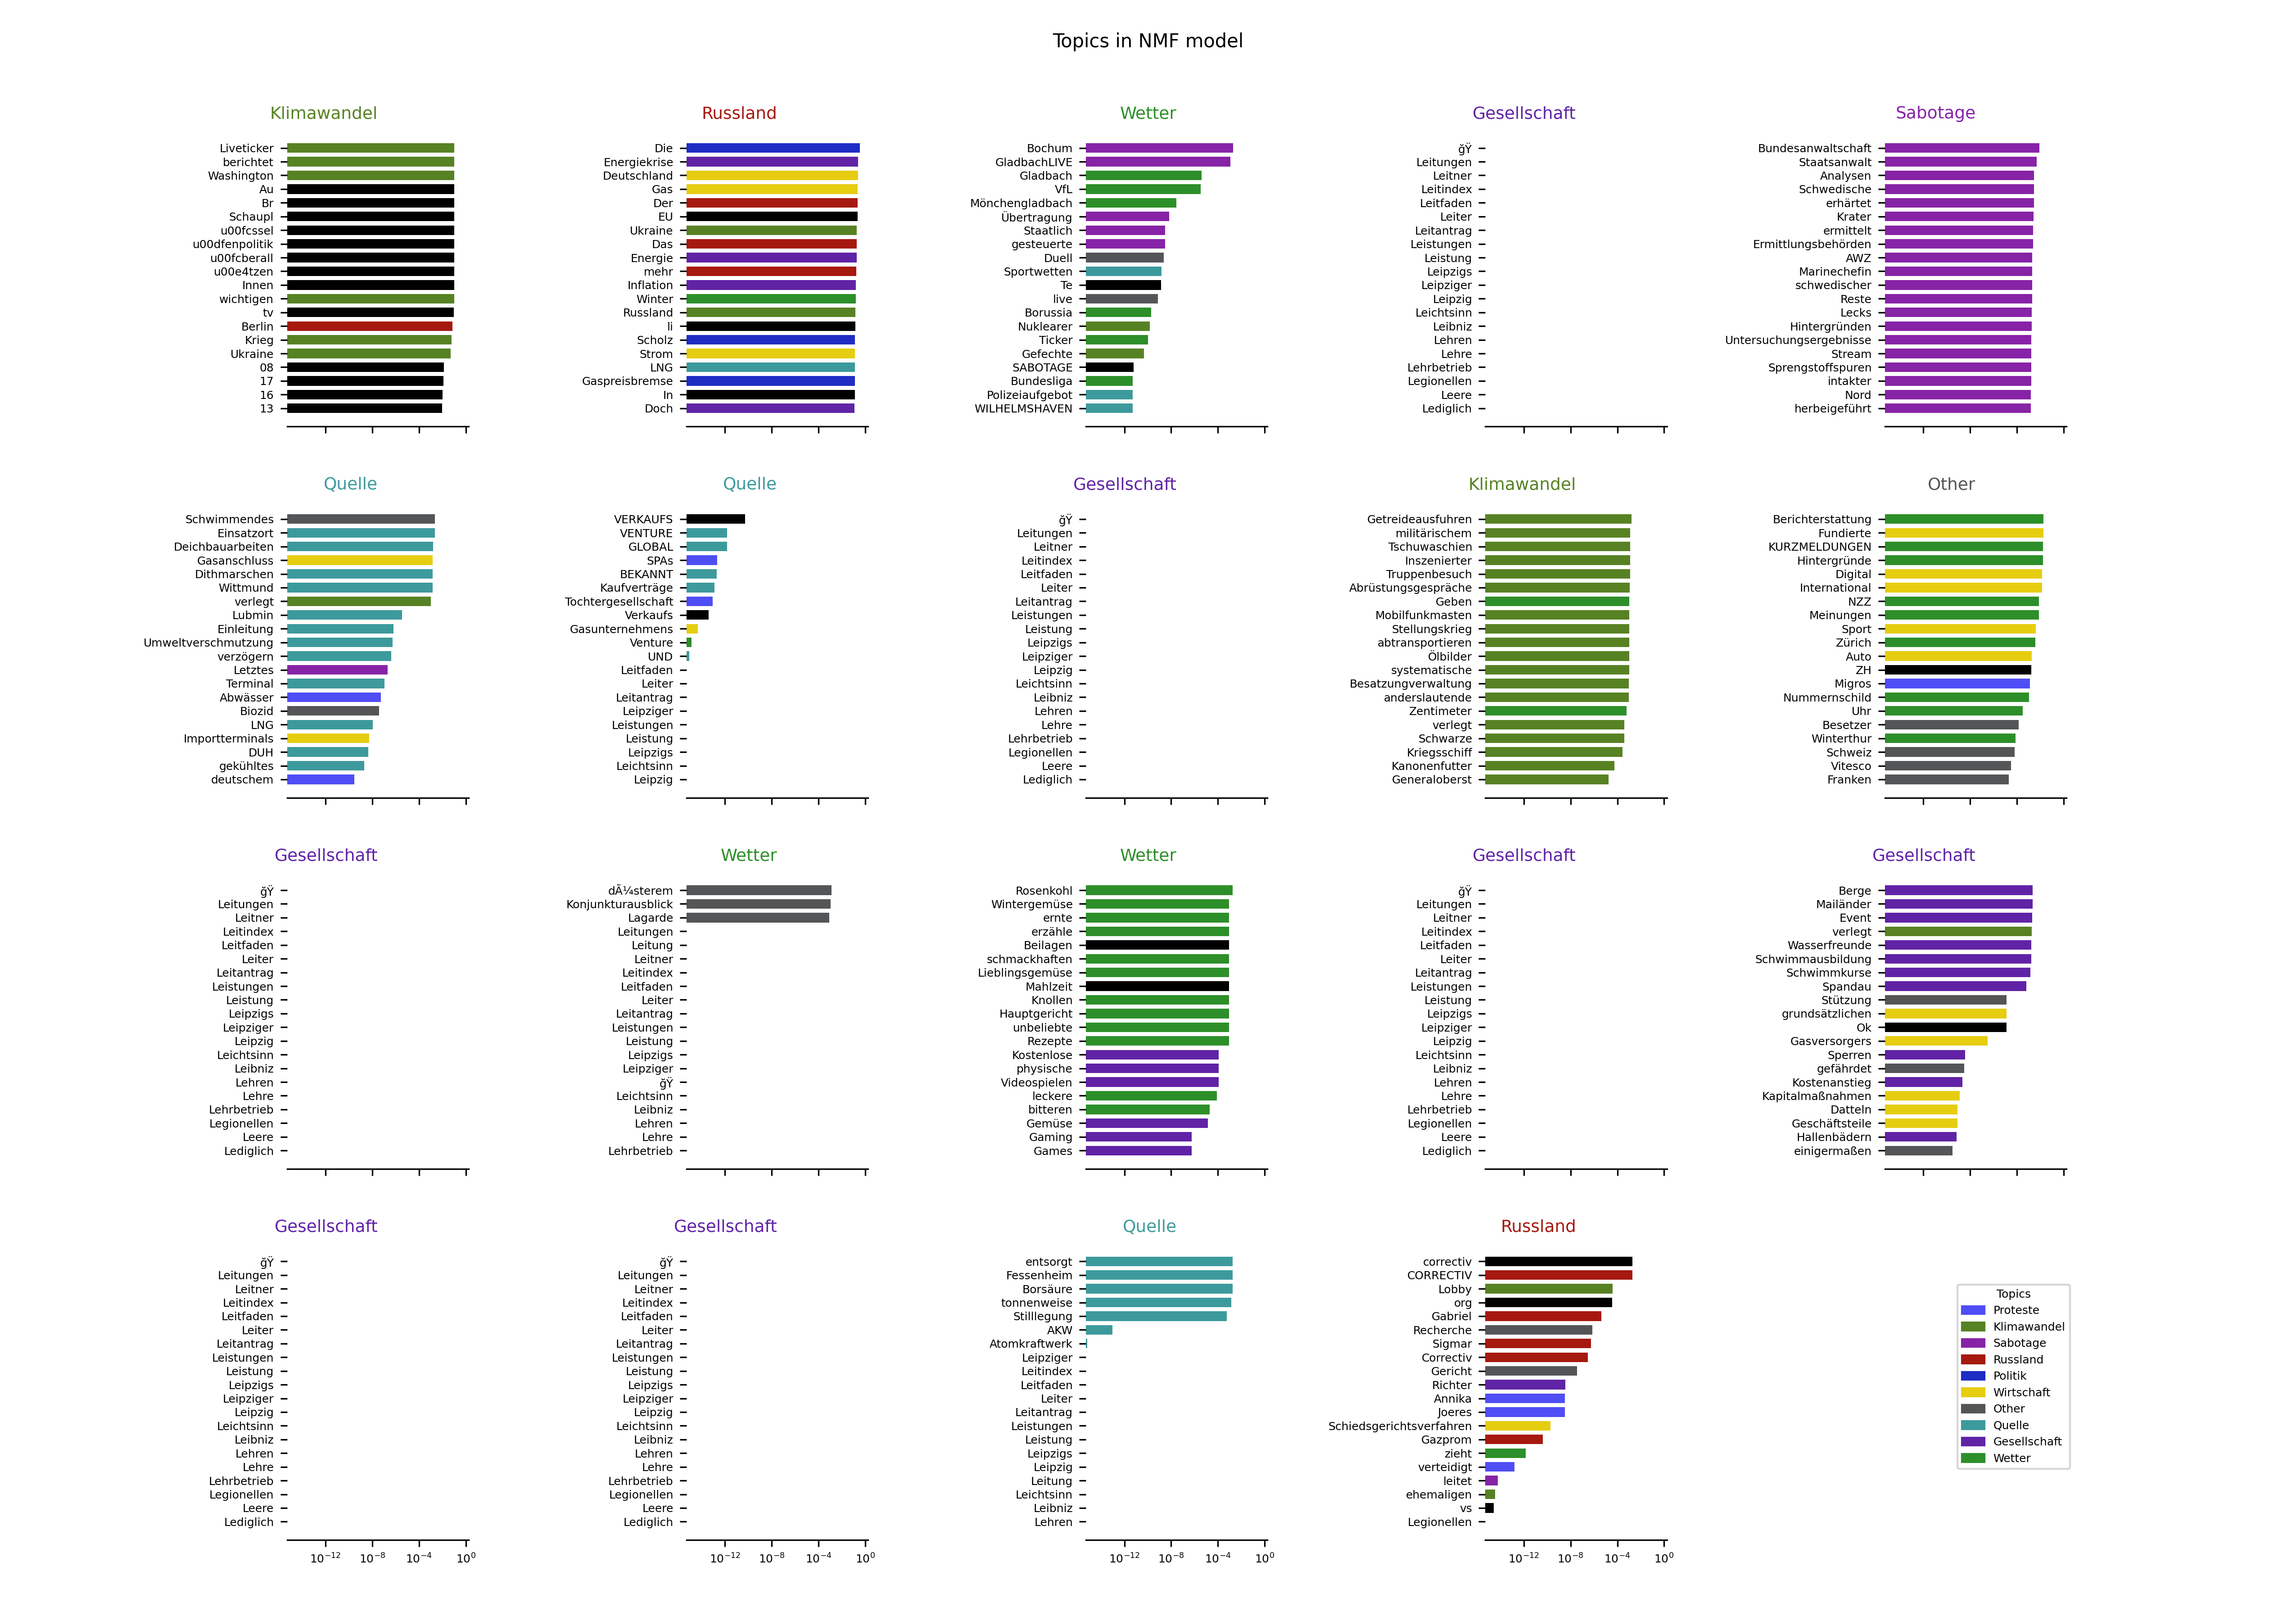 Topics in NMF model
Klimawandel
Liveticker
berichtet
Washington
Au
Br
Schaupl
u00fcssel
u00dfenpolitik
u00fcberall
u00e4tzen
Innen
wichtigen
tv
Berlin
Krieg
Ukraine
08
17
16
13
Russland
Die
Energiekrise
Deutschland
Gas
Der
EU
Ukraine
Das
Energie
mehr
Inflation
Winter
Russland
li
Scholz
Strom
LNG
Gaspreisbremse
In
Doch
Wetter
Bochum
GladbachLIVE
Gladbach
VfL
Mönchengladbach
Übertragung
Staatlich
gesteuerte
Duell
Sportwetten
Te
live
Borussia
Nuklearer
Ticker
Gefechte
SABOTAGE
Bundesliga
Polizeiaufgebot
WILHELMSHAVEN
Gesellschaft
ğŸ
Leitungen
Leitner
Leitindex
Leitfaden
Leiter
Leitantrag
Leistungen
Leistung
Leipzigs
Leipziger
Leipzig
Leichtsinn
Leibniz
Lehren
Lehre
Lehrbetrieb
Legionellen
Leere
Lediglich
Sabotage
Bundesanwaltschaft
Staatsanwalt
Analysen
Schwedische
erhärtet
Krater
ermittelt
Ermittlungsbehörden
AWZ
Marinechefin
schwedischer
Reste
Lecks
Hintergründen
Untersuchungsergebnisse
Stream
Sprengstoffspuren
intakter
Nord
herbeigeführt
Quelle
Schwimmendes
Einsatzort
Deichbauarbeiten
Gasanschluss
Dithmarschen
Wittmund
verlegt
Lubmin
Einleitung
Umweltverschmutzung
verzögern
Letztes
Terminal
Abwässer
Biozid
LNG
Importterminals
DUH
gekühltes
deutschem
Quelle
VERKAUFS
VENTURE
GLOBAL
SPAs
BEKANNT
Kaufverträge
Tochtergesellschaft
Verkaufs
Gasunternehmens
Venture
UND
Leitfaden
Leiter
Leitantrag
Leipziger
Leistungen
Leistung
Leipzigs
Leichtsinn
Leipzig
Gesellschaft
ğŸ
Leitungen
Leitner
Leitindex
Leitfaden
Leiter
Leitantrag
Leistungen
Leistung
Leipzigs
Leipziger
Leipzig
Leichtsinn
Leibniz
Lehren
Lehre
Lehrbetrieb
Legionellen
Leere
Lediglich
Klimawandel
Getreideausfuhren
militärischem
Tschuwaschien
Inszenierter
Truppenbesuch
Abrüstungsgespräche
Geben
Mobilfunkmasten
Stellungskrieg
abtransportieren
Ölbilder
systematische
Besatzungverwaltung
anderslautende
Zentimeter
verlegt
Schwarze
Kriegsschiff
Kanonenfutter
Generaloberst
Other
Berichterstattung
Fundierte
KURZMELDUNGEN
Hintergründe
Digital
International
NZZ
Meinungen
Sport
Zürich
Auto
ZH
Migros
Nummernschild
Uhr
Besetzer
Winterthur
Schweiz
Vitesco
Franken
Gesellschaft
ğŸ
Leitungen
Leitner
Leitindex
Leitfaden
Leiter
Leitantrag
Leistungen
Leistung
Leipzigs
Leipziger
Leipzig
Leichtsinn
Leibniz
Lehren
Lehre
Lehrbetrieb
Legionellen
Leere
Lediglich
Wetter
dÃ¼sterem
Konjunkturausblick
Lagarde
Leitungen
Leitung
Leitner
Leitindex
Leitfaden
Leiter
Leitantrag
Leistungen
Leistung
Leipzigs
Leipziger
ğŸ
Leichtsinn
Leibniz
Lehren
Lehre
Lehrbetrieb
Wetter
Rosenkohl
Wintergemüse
ernte
erzähle
Beilagen
schmackhaften
Lieblingsgemüse
Mahlzeit
Knollen
Hauptgericht
unbeliebte
Rezepte
Kostenlose
physische
Videospielen
leckere
bitteren
Gemüse
Gaming
Games
Gesellschaft
ğŸ
Leitungen
Leitner
Leitindex
Leitfaden
Leiter
Leitantrag
Leistungen
Leistung
Leipzigs
Leipziger
Leipzig
Leichtsinn
Leibniz
Lehren
Lehre
Lehrbetrieb
Legionellen
Leere
Lediglich
Gesellschaft
Berge
Mailänder
Event
verlegt
Wasserfreunde
Schwimmausbildung
Schwimmkurse
Spandau
Stützung
grundsätzlichen
Ok
Gasversorgers
Sperren
gefährdet
Kostenanstieg
Kapitalmaßnahmen
Datteln
Geschäftsteile
Hallenbädern
einigermaßen
Gesellschaft
ğŸ
Leitungen
Leitner
Leitindex
Leitfaden
Leiter
Leitantrag
Leistungen
Leistung
Leipzigs
Leipziger
Leipzig
Leichtsinn
Leibniz
Lehren
Lehre
Lehrbetrieb
Legionellen
Leere
Lediglich
10⁻¹² 10⁻⁸ 10⁻⁴ 10⁰
Gesellschaft
ğŸ
Leitungen
Leitner
Leitindex
Leitfaden
Leiter
Leitantrag
Leistungen
Leistung
Leipzigs
Leipziger
Leipzig
Leichtsinn
Leibniz
Lehren
Lehre
Lehrbetrieb
Legionellen
Leere
Lediglich
10⁻¹² 10⁻⁸ 10⁻⁴ 10⁰
Quelle
entsorgt
Fessenheim
Borsäure
tonnenweise
Stilllegung
AKW
Atomkraftwerk
Leipziger
Leitindex
Leitfaden
Leiter
Leitantrag
Leistungen
Leistung
Leipzigs
Leipzig
Leitung
Leichtsinn
Leibniz
Lehren
10⁻¹² 10⁻⁸ 10⁻⁴ 10⁰
Russland
correctiv
CORRECTIV
Lobby
org
Gabriel
Recherche
Sigmar
Correctiv
Gericht
Richter
Annika
Joeres
Schiedsgerichtsverfahren
Gazprom
zieht
verteidigt
leitet
ehemaligen
vs
Legionellen
10⁻¹² 10⁻⁸ 10⁻⁴ 10⁰
Topics
Proteste
Klimawandel
Sabotage
Russland
Politik
Wirtschaft
Other
Quelle
Gesellschaft
Wetter